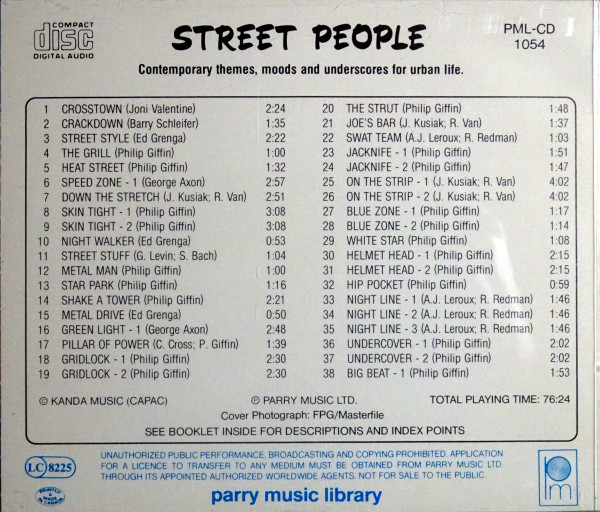 COMPACT
disc
DIGITAL AUDIO
STREET PEOPLE
PML-CD
1054
Contemporary themes, moods and underscores for urban life.
1 CROSSTOWN (Joni Valentine) 2:24
2 CRACKDOWN (Barry Schleifer) 1:35
3 STREET STYLE (Ed Grenga) 2:22
4 THE GRILL (Philip Giffin) 1:00
5 HEAT STREET (Philip Giffin) 1:32
6 SPEED ZONE - 1 (George Axon) 2:57
7 DOWN THE STRETCH (J. Kusiak; R. Van) 2:51
8 SKIN TIGHT - 1 (Philip Giffin) 3:08
9 SKIN TIGHT - 2 (Philip Giffin) 3:08
10 NIGHT WALKER (Ed Grenga) 0:53
11 STREET STUFF (G. Levin; S. Bach) 1:04
12 METAL MAN (Philip Giffin) 1:00
13 STAR PARK (Philip Giffin) 1:16
14 SHAKE A TOWER (Philip Giffin) 2:21
15 METAL DRIVE (Ed Grenga) 0:50
16 GREEN LIGHT - 1 (George Axon) 2:48
17 PILLAR OF POWER (C. Cross; P. Giffin) 1:39
18 GRIDLOCK - 1 (Philip Giffin) 2:30
19 GRIDLOCK - 2 (Philip Giffin) 2:30
20 THE STRUT (Philip Giffin) 1:48
21 JOE'S BAR (J. Kusiak; R. Van) 1:37
22 SWAT TEAM (A.J. Leroux; R. Redman) 1:03
23 JACKNIFE - 1 (Philip Giffin) 1:51
24 JACKNIFE - 2 (Philip Giffin) 1:47
25 ON THE STRIP - 1 (J. Kusiak; R. Van) 4:02
26 ON THE STRIP - 2 (J. Kusiak; R. Van) 4:02
27 BLUE ZONE - 1 (Philip Giffin) 1:17
28 BLUE ZONE - 2 (Philip Giffin) 1:14
29 WHITE STAR (Philip Giffin) 1:08
30 HELMET HEAD - 1 (Philip Giffin) 2:15
31 HELMET HEAD - 2 (Philip Giffin) 2:15
32 HIP POCKET (Philip Giffin) 0:59
33 NIGHT LINE - 1 (A.J. Leroux; R. Redman) 1:46
34 NIGHT LINE - 2 (A.J. Leroux; R. Redman) 1:46
35 NIGHT LINE - 3 (A.J. Leroux; R. Redman) 1:46
36 UNDERCOVER - 1 (Philip Giffin) 2:02
37 UNDERCOVER - 2 (Philip Giffin) 2:02
38 BIG BEAT - 1 (Philip Giffin) 1:53
© KANDA MUSIC (CAPAC) ℗ PARRY MUSIC LTD. TOTAL PLAYING TIME: 76:24
Cover Photograph: FPG/Masterfile
SEE BOOKLET INSIDE FOR DESCRIPTIONS AND INDEX POINTS
LC 8225
UNAUTHORIZED PUBLIC PERFORMANCE, BROADCASTING AND COPYING PROHIBITED. APPLICATION
FOR A LICENCE TO TRANSFER TO ANY MEDIUM MUST BE OBTAINED FROM PARRY MUSIC LTD
THROUGH ITS APPOINTED AUTHORIZED WORLDWIDE AGENTS. NOT FOR SALE TO THE PUBLIC.
parry music library
pm